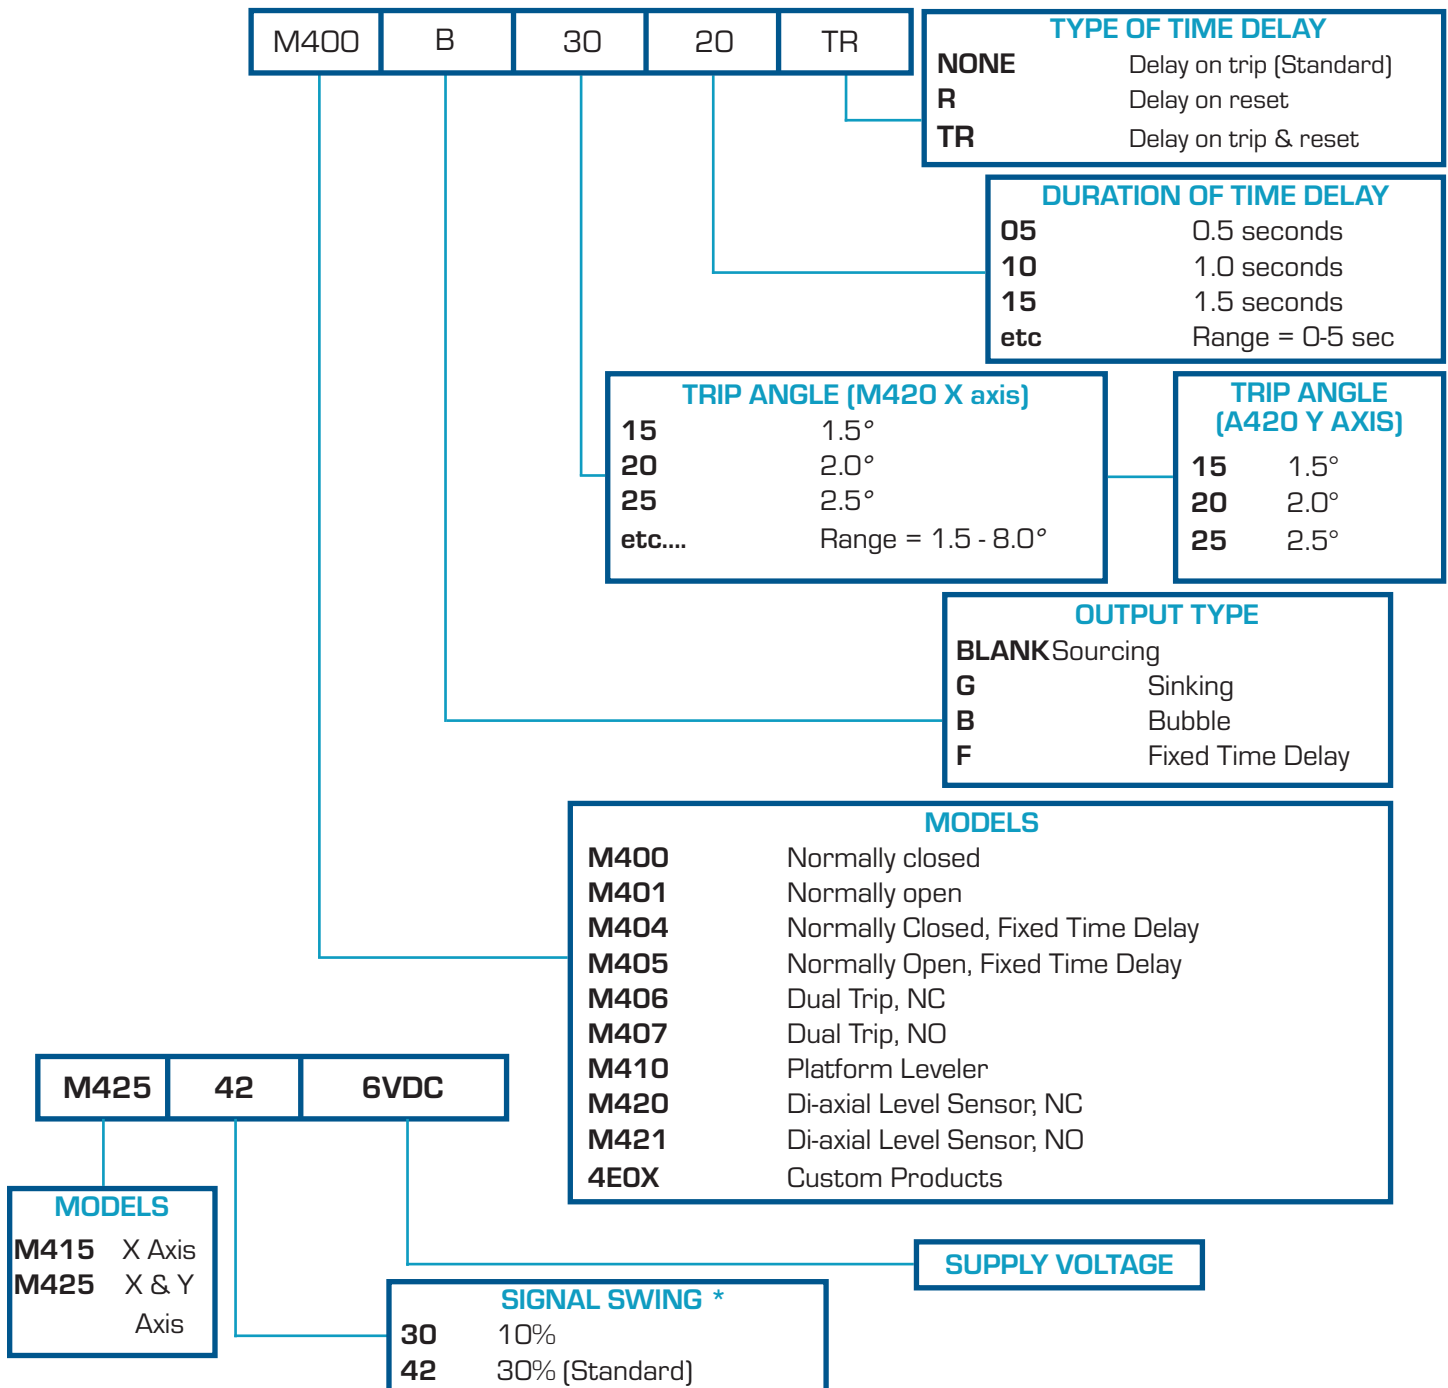 M400 B 30 20 TR
TYPE OF TIME DELAY
NONE Delay on trip (Standard)
R Delay on reset
TR Delay on trip & reset
DURATION OF TIME DELAY
05 0.5 seconds
10 1.0 seconds
15 1.5 seconds
etc Range = 0-5 sec
TRIP ANGLE (M420 X axis)
15 1.5°
20 2.0°
25 2.5°
etc.... Range = 1.5 - 8.0°
TRIP ANGLE
(A420 Y AXIS)
15 1.5°
20 2.0°
25 2.5°
OUTPUT TYPE
BLANK Sourcing
G Sinking
B Bubble
F Fixed Time Delay
MODELS
M400 Normally closed
M401 Normally open
M404 Normally Closed, Fixed Time Delay
M405 Normally Open, Fixed Time Delay
M406 Dual Trip, NC
M407 Dual Trip, NO
M410 Platform Leveler
M420 Di-axial Level Sensor, NC
M421 Di-axial Level Sensor, NO
4E0X Custom Products
M425 42 6VDC
MODELS
M415 X Axis
M425 X & Y
Axis
SUPPLY VOLTAGE
SIGNAL SWING *
30 10%
42 30% (Standard)